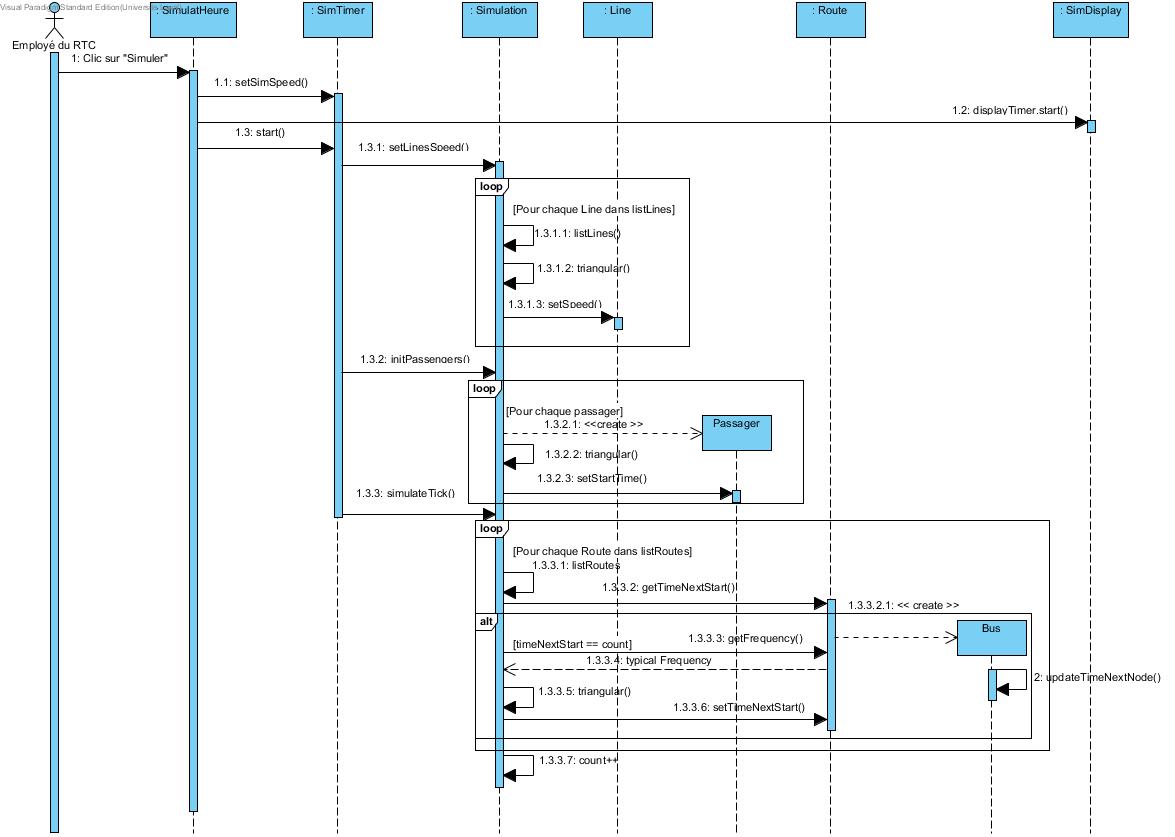 Visual Paradigm Standard Edition(Universi
: SimulatHeure
: SimTimer
: Simulation
: Line
: Route
: SimDisplay
Employé du RTC
1: Clic sur "Simuler"
1.1: setSimSpeed()
1.2: displayTimer.start()
1.3: start()
1.3.1: setLinesSpeed()
loop
[Pour chaque Line dans listLines]
1.3.1.1: listLines()
1.3.1.2: triangular()
1.3.1.3: setSpeed()
1.3.2: initPassengers()
loop
[Pour chaque passager]
1.3.2.1: <<create >>
Passager
1.3.2.2: triangular()
1.3.2.3: setStartTime()
1.3.3: simulateTick()
loop
[Pour chaque Route dans listRoutes]
1.3.3.1: listRoutes
1.3.3.2: getTimeNextStart()
1.3.3.2.1: << create >>
alt
Bus
[timeNextStart == count]
1.3.3.3: getFrequency()
1.3.3.4: typical Frequency
2: updateTimeNextNode()
1.3.3.5: triangular()
1.3.3.6: setTimeNextStart()
1.3.3.7: count++